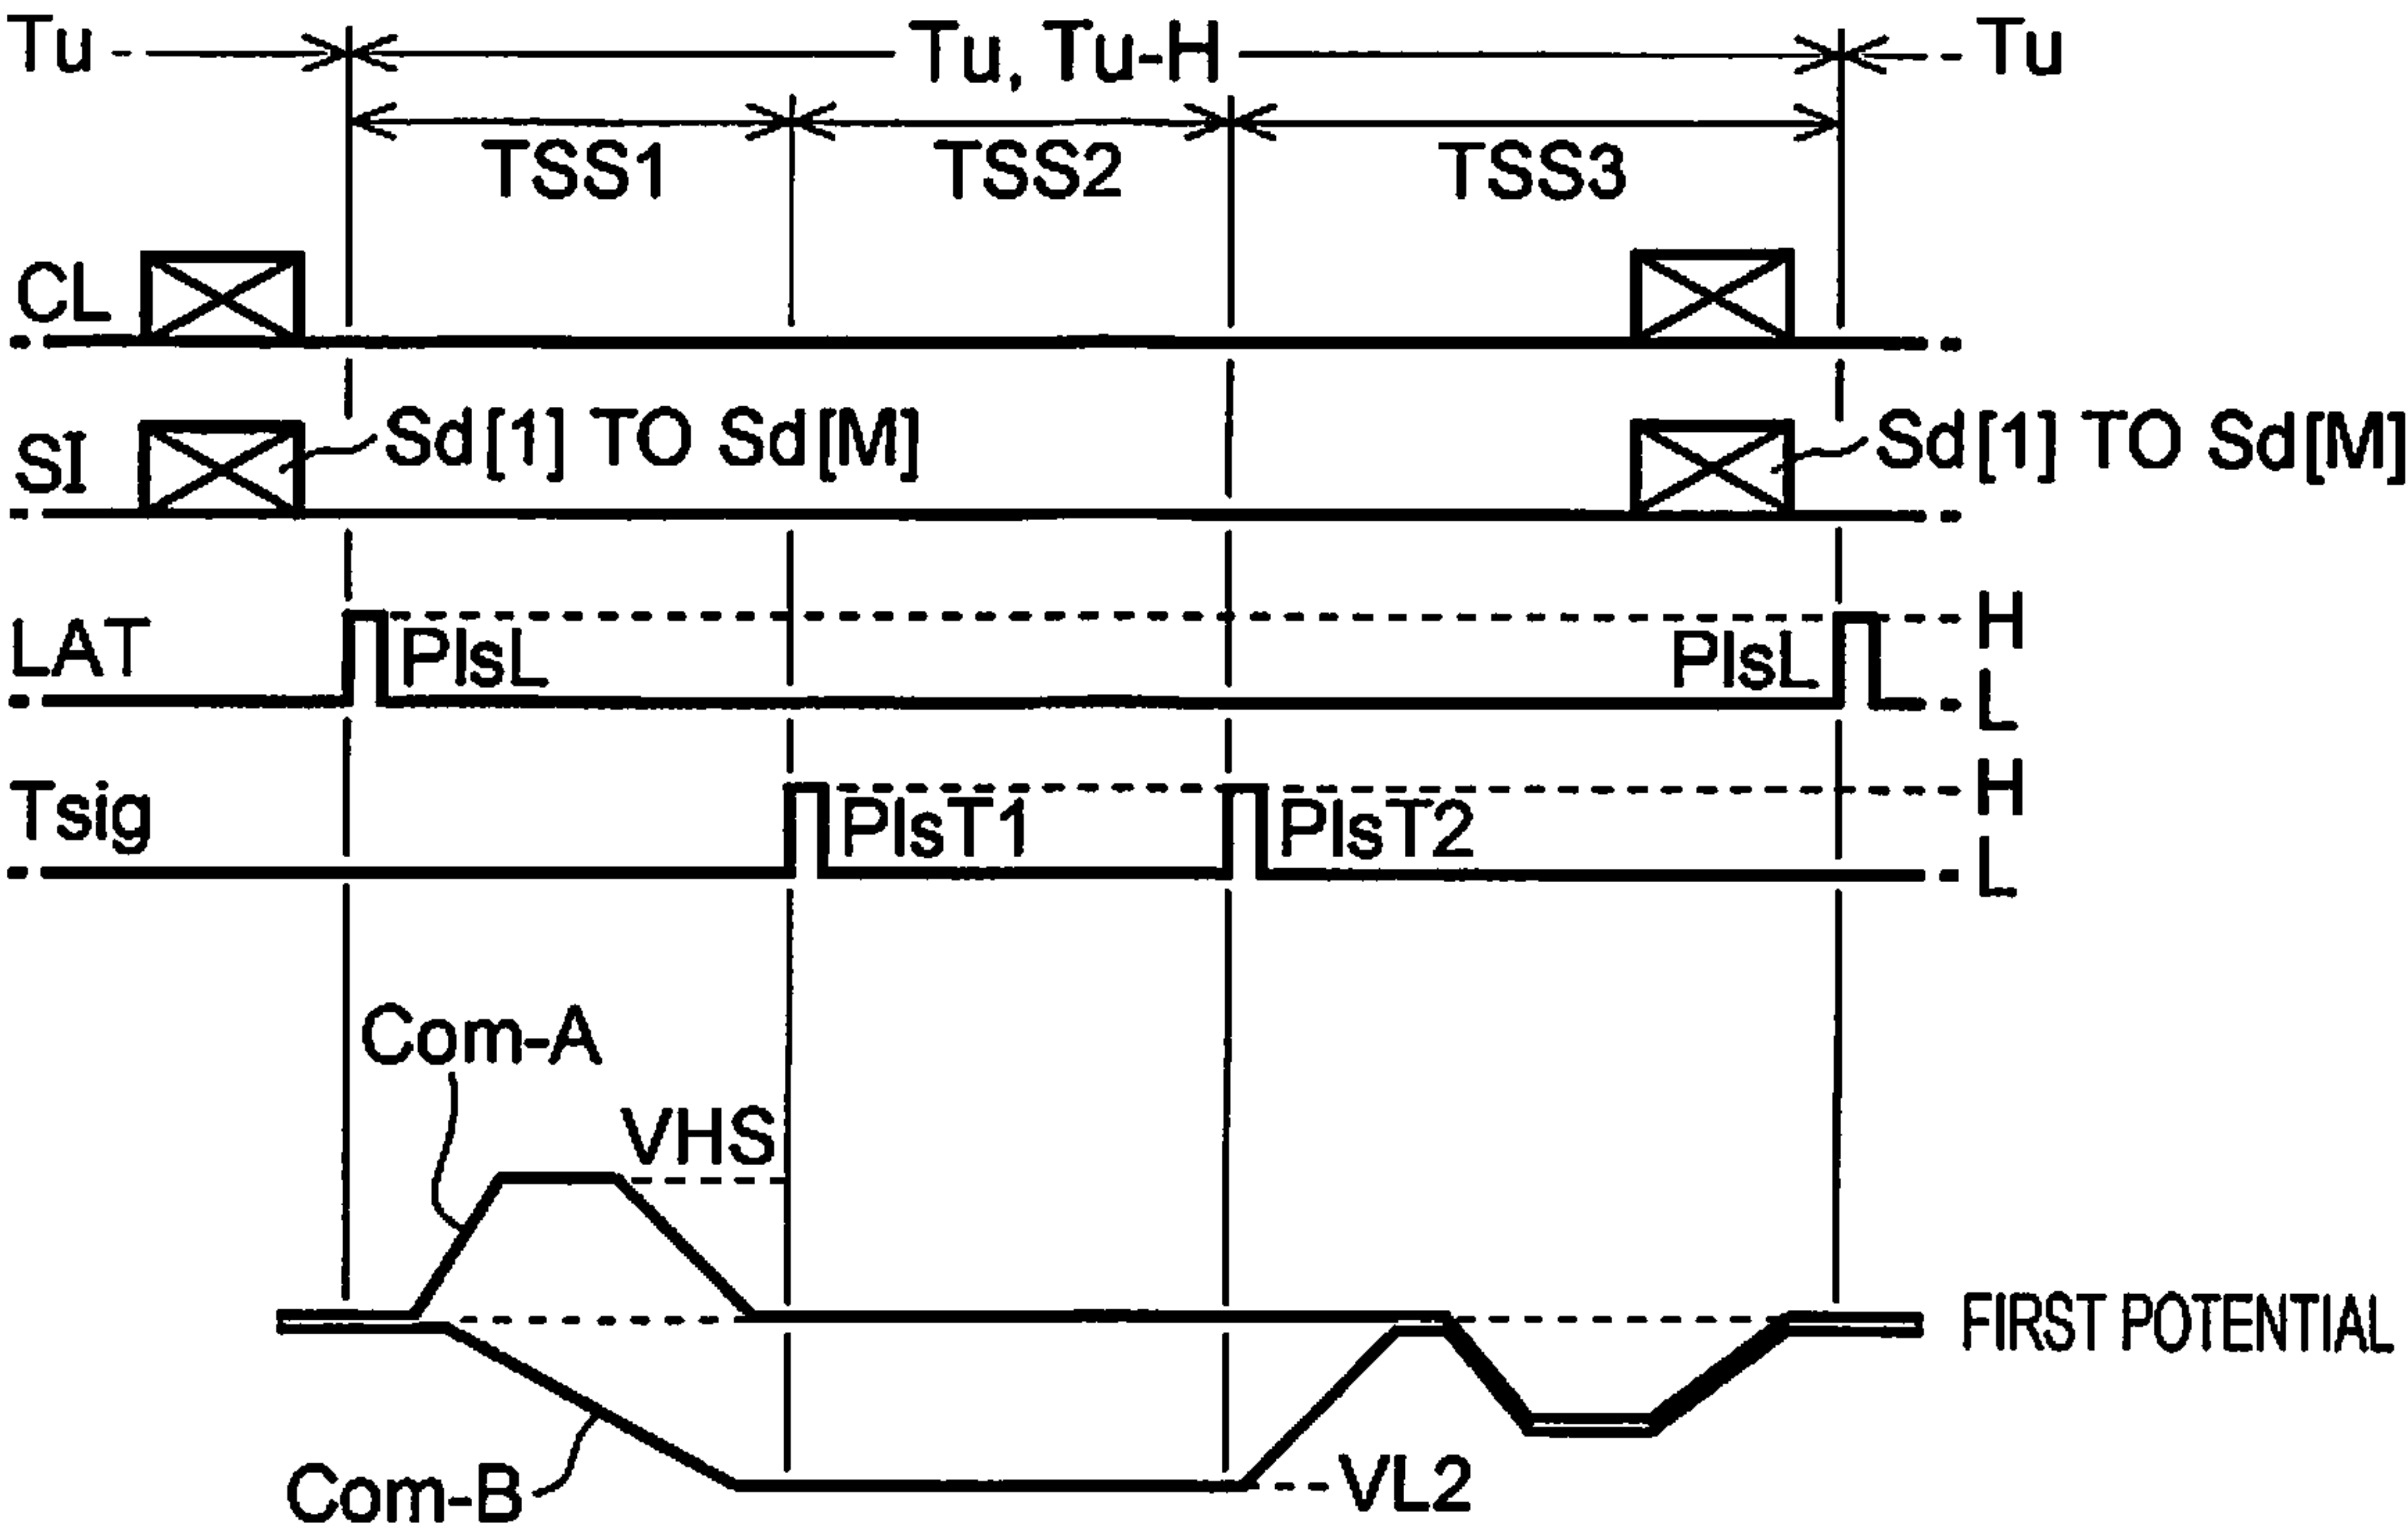 Tu
Tu, Tu-H
Tu
TSS1
TSS2
TSS3
CL
SI
Sd[1] TO Sd[M]
Sd[1] TO Sd[M]
LAT
PlsL
PlsL
H
L
Tsig
PlsT1
PlsT2
H
L
Com-A
VHS
FIRST POTENTIAL
Com-B
VL2